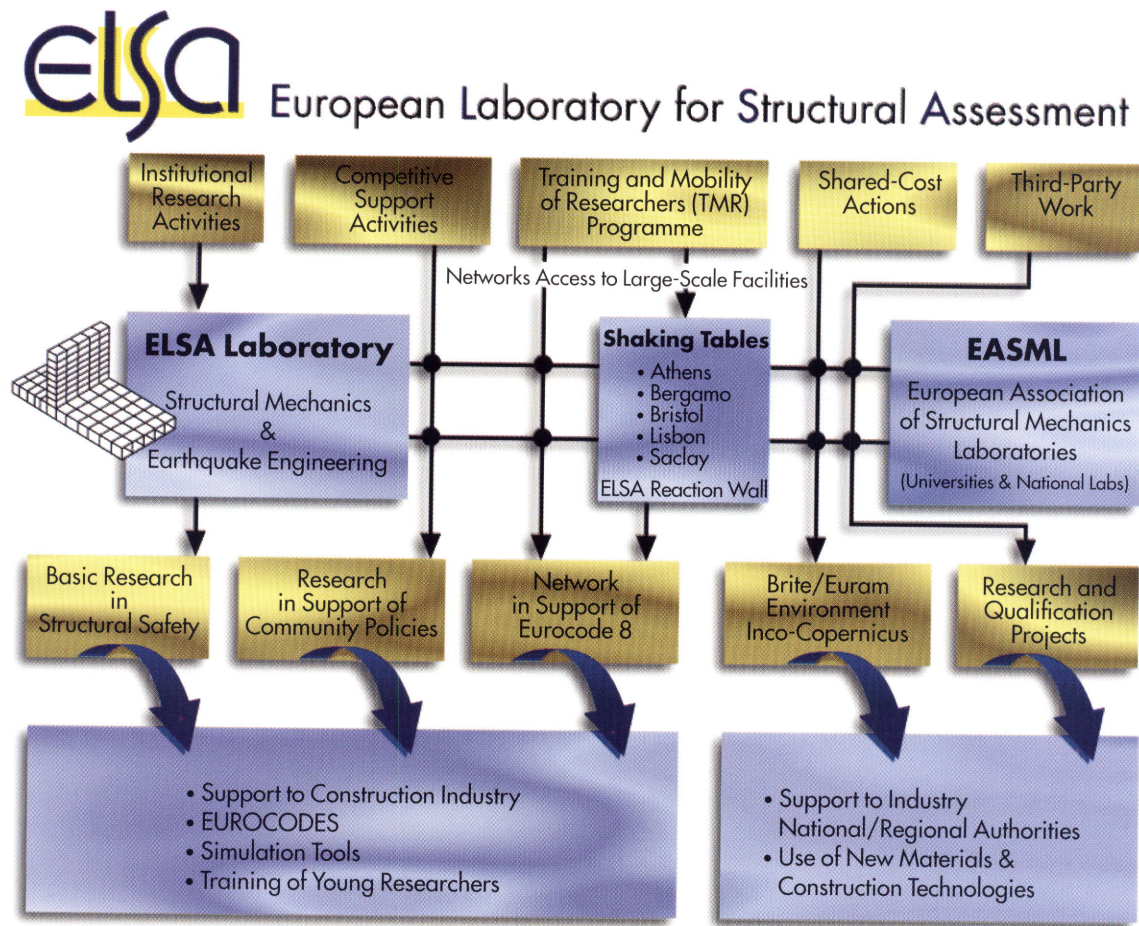 ELSA
European Laboratory for Structural Assessment
Institutional
Research
Activities
Competitive
Support
Activities
Training and Mobility
of Researchers (TMR)
Programme
Shared-Cost
Actions
Third-Party
Work
Networks Access to Large-Scale Facilities
ELSA Laboratory
Structural Mechanics
&
Earthquake Engineering
Shaking Tables
• Athens
• Bergamo
• Bristol
• Lisbon
• Saclay
ELSA Reaction Wall
EASML
European Association
of Structural Mechanics
Laboratories
(Universities & National Labs)
Basic Research
in
Structural Safety
Research
in Support of
Community Policies
Network
in Support of
Eurocode 8
Brite/Euram
Environment
Inco-Copernicus
Research and
Qualification
Projects
• Support to Construction Industry
• EUROCODES
• Simulation Tools
• Training of Young Researchers
• Support to Industry
National/Regional Authorities
• Use of New Materials &
Construction Technologies